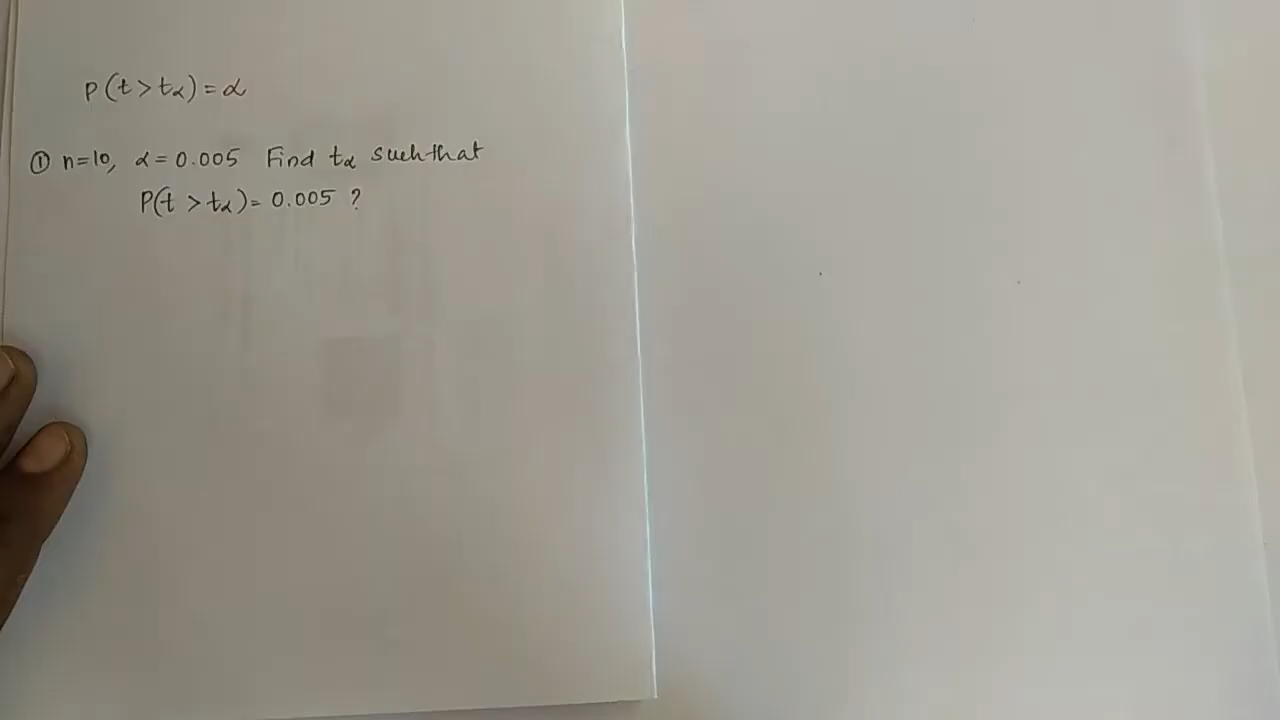 P(t > tα) = α
① n=10, α = 0.005 Find tα such that
P(t > tα) = 0.005 ?